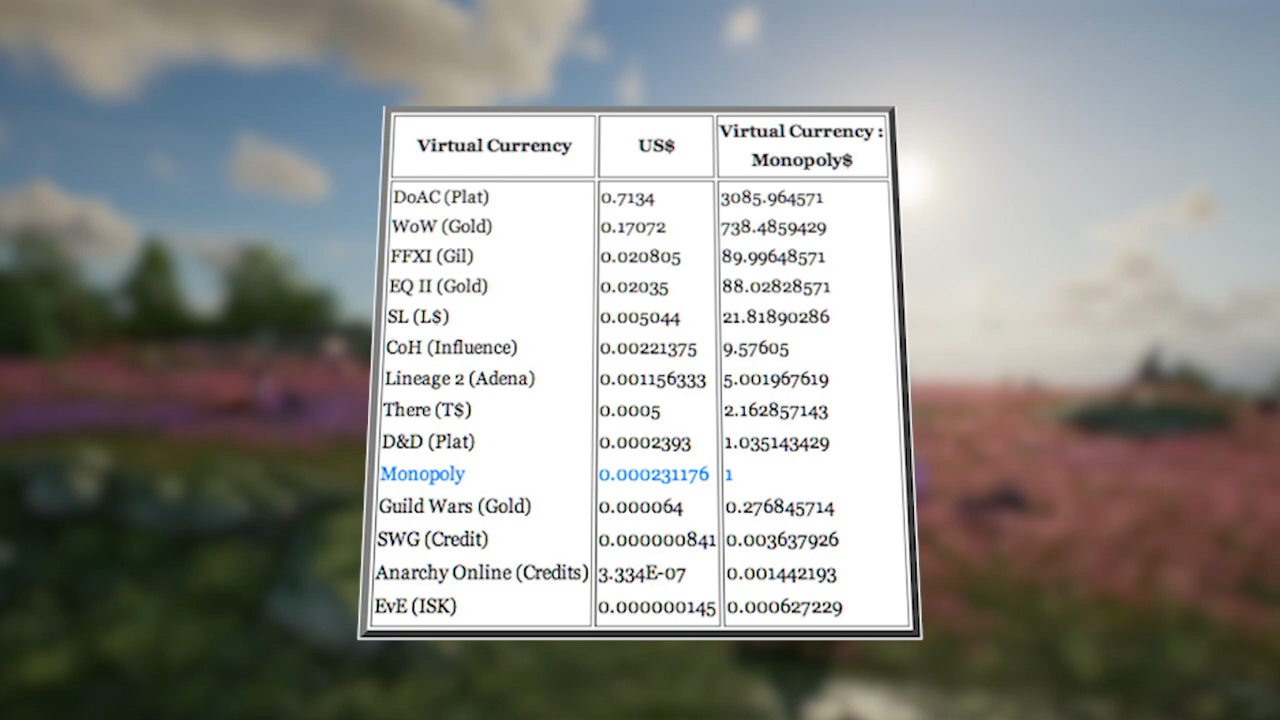 Virtual Currency US$ Virtual Currency :
Monopoly$
DoAC (Plat) 0.7134 3085.964571
WoW (Gold) 0.17072 738.4859429
FFXI (Gil) 0.020805 89.99648571
EQ II (Gold) 0.02035 88.02828571
SL (L$) 0.005044 21.81890286
CoH (Influence) 0.00221375 9.57605
Lineage 2 (Adena) 0.001156333 5.001967619
There (T$) 0.0005 2.162857143
D&D (Plat) 0.0002393 1.035143429
Monopoly 0.000231176 1
Guild Wars (Gold) 0.000064 0.276845714
SWG (Credit) 0.000000841 0.003637926
Anarchy Online (Credits) 3.334E-07 0.001442193
EvE (ISK) 0.000000145 0.000627229